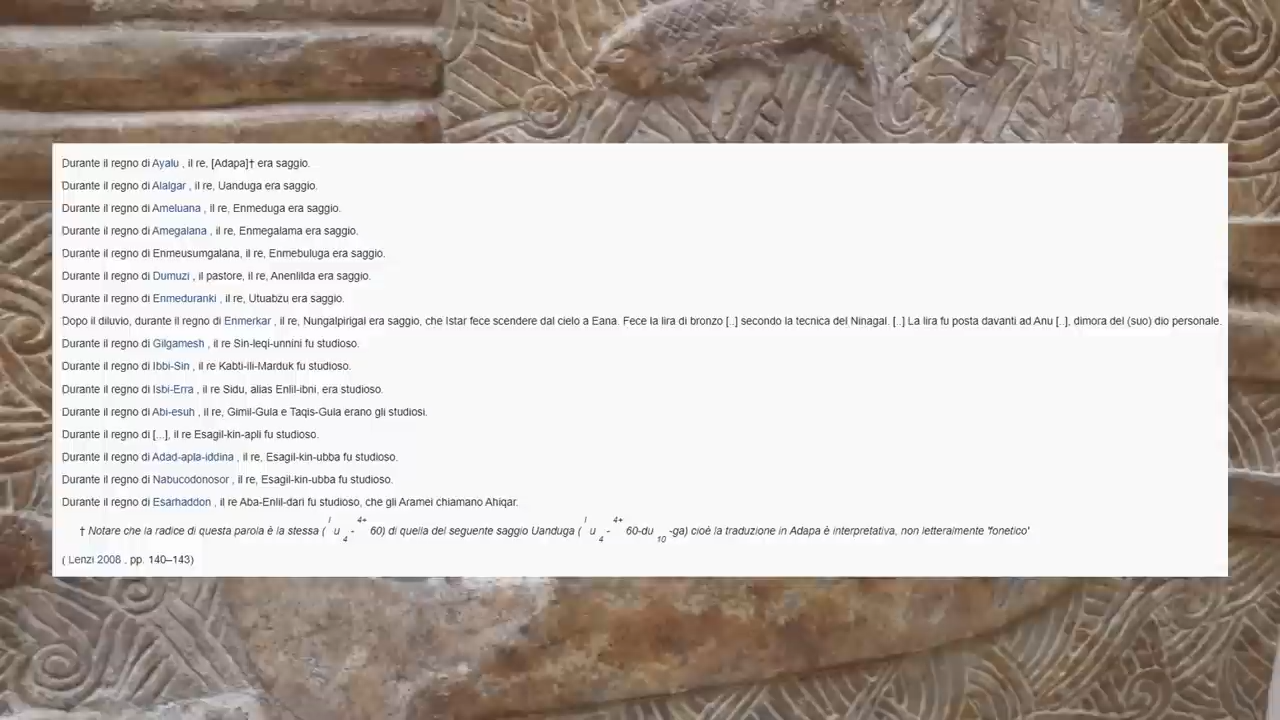 Durante il regno di Ayalu , il re, [Adapa]† era saggio.
Durante il regno di Alalgar , il re, Uanduga era saggio.
Durante il regno di Ameluana , il re, Enmeduga era saggio.
Durante il regno di Amegalana , il re, Enmegalama era saggio.
Durante il regno di Enmeusumgalana, il re, Enmebuluga era saggio.
Durante il regno di Dumuzi , il pastore, il re, Anenlilda era saggio.
Durante il regno di Enmeduranki , il re, Utuabzu era saggio.
Dopo il diluvio, durante il regno di Enmerkar , il re, Nungalpirigal era saggio, che Istar fece scendere dal cielo a Eana. Fece la lira di bronzo [..] secondo la tecnica del Ninagal. [..] La lira fu posta davanti ad Anu [..], dimora del (suo) dio personale.
Durante il regno di Gilgamesh , il re Sin-leqi-unnini fu studioso.
Durante il regno di Ibbi-Sin , il re Kabti-ili-Marduk fu studioso.
Durante il regno di Isbi-Erra , il re Sidu, alias Enlil-ibni, era studioso.
Durante il regno di Abi-esuh , il re, Gimil-Gula e Taqis-Gula erano gli studiosi.
Durante il regno di [...], il re Esagil-kin-apli fu studioso.
Durante il regno di Adad-apla-iddina , il re, Esagil-kin-ubba fu studioso.
Durante il regno di Nabucodonosor , il re, Esagil-kin-ubba fu studioso.
Durante il regno di Esarhaddon , il re Aba-Enlil-dari fu studioso, che gli Aramei chiamano Ahiqar.
† Notare che la radice di questa parola è la stessa ( I u 4 - 4+ 60) di quella del seguente saggio Uanduga ( I u 4 - 4+ 60-du 10 -ga) cioè la traduzione in Adapa è interpretativa, non letteralmente 'fonetico'
( Lenzi 2008 , pp. 140–143)